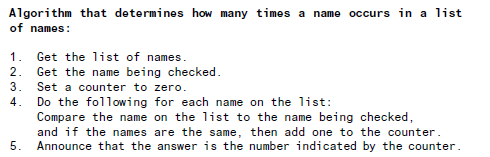 Algorithm that determines how many times a name occurs in a list
of names:
1. Get the list of names.
2. Get the name being checked.
3. Set a counter to zero.
4. Do the following for each name on the list:
Compare the name on the list to the name being checked,
and if the names are the same, then add one to the counter.
5. Announce that the answer is the number indicated by the counter.